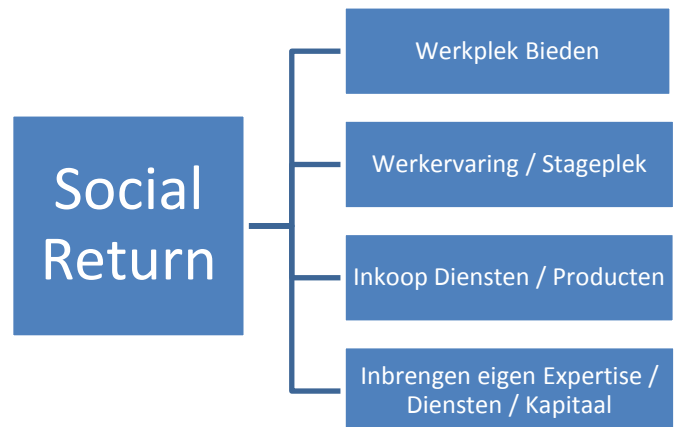 Social
Return
Werkplek Bieden
Werkervaring / Stageplek
Inkoop Diensten / Producten
Inbrengen eigen Expertise /
Diensten / Kapitaal